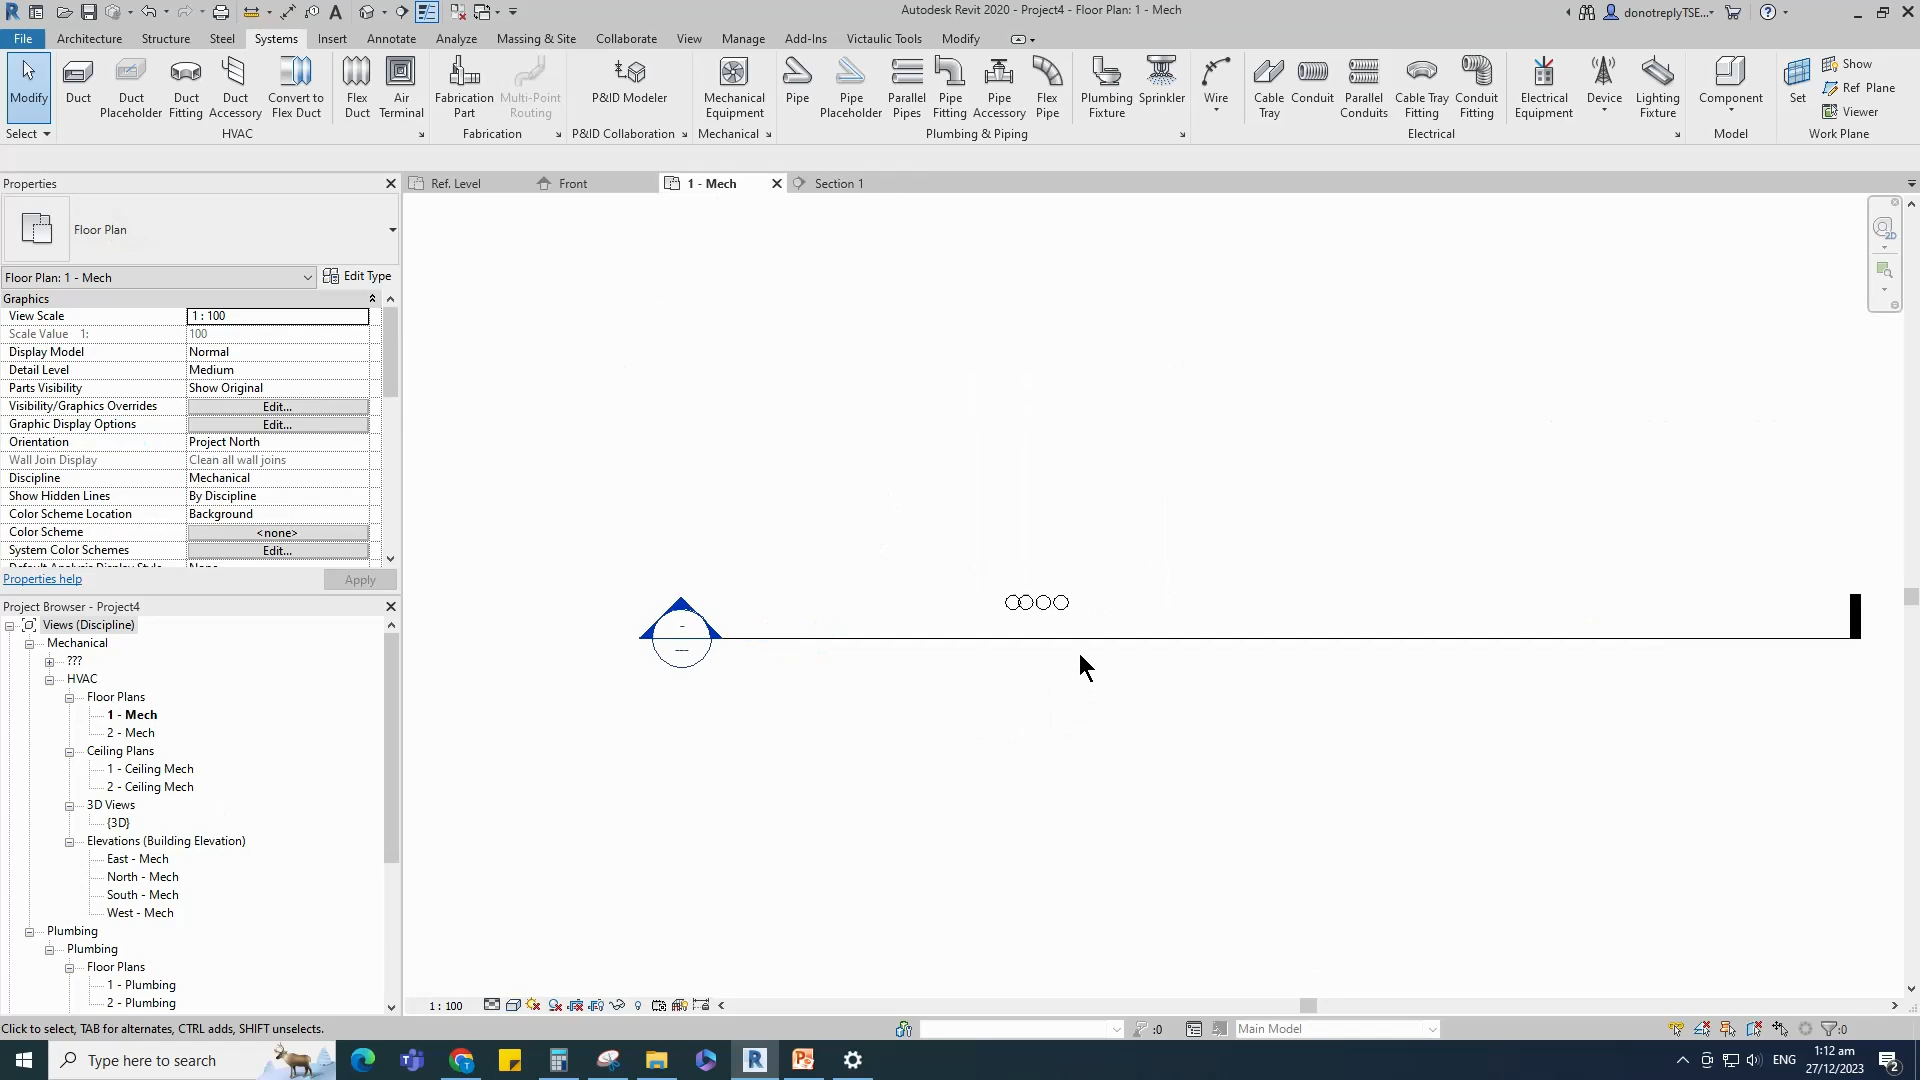 Autodesk Revit 2020 - Project4 - Floor Plan: 1 - Mech
donotreplyTSE...
File Architecture Structure Steel Systems Insert Annotate Analyze Massing & Site Collaborate View Manage Add-Ins Victaulic Tools Modify
Modify Duct Duct Placeholder Duct Fitting Duct Accessory Convert to Flex Duct Flex Duct Air Terminal Fabrication Part Multi-Point Routing P&ID Modeler Mechanical Equipment Pipe Pipe Placeholder Parallel Pipes Pipe Fitting Pipe Accessory Flex Pipe Plumbing Fixture Sprinkler Wire Cable Tray Conduit Parallel Conduits Cable Tray Fitting Conduit Fitting Electrical Equipment Device Lighting Fixture Component Set Show Ref Plane Viewer
Select HVAC Fabrication P&ID Collaboration Mechanical Plumbing & Piping Electrical Model Work Plane
Properties
Ref. Level Front 1 - Mech Section 1
Floor Plan
2D
Floor Plan: 1 - Mech Edit Type
Graphics
View Scale 1 : 100
Scale Value 1: 100
Display Model Normal
Detail Level Medium
Parts Visibility Show Original
Visibility/Graphics Overrides Edit...
Graphic Display Options Edit...
Orientation Project North
Wall Join Display Clean all wall joins
Discipline Mechanical
Show Hidden Lines By Discipline
Color Scheme Location Background
Color Scheme <none>
System Color Schemes Edit...
Properties help Apply
Project Browser - Project4
Views (Discipline)
Mechanical
???
HVAC
Floor Plans
1 - Mech
2 - Mech
Ceiling Plans
1 - Ceiling Mech
2 - Ceiling Mech
3D Views
{3D}
Elevations (Building Elevation)
East - Mech
North - Mech
South - Mech
West - Mech
Plumbing
Plumbing
Floor Plans
1 - Plumbing
2 - Plumbing
1 : 100
Click to select, TAB for alternates, CTRL adds, SHIFT unselects.
:0 Main Model :0
Type here to search
ENG
1:12 am
27/12/2023
2